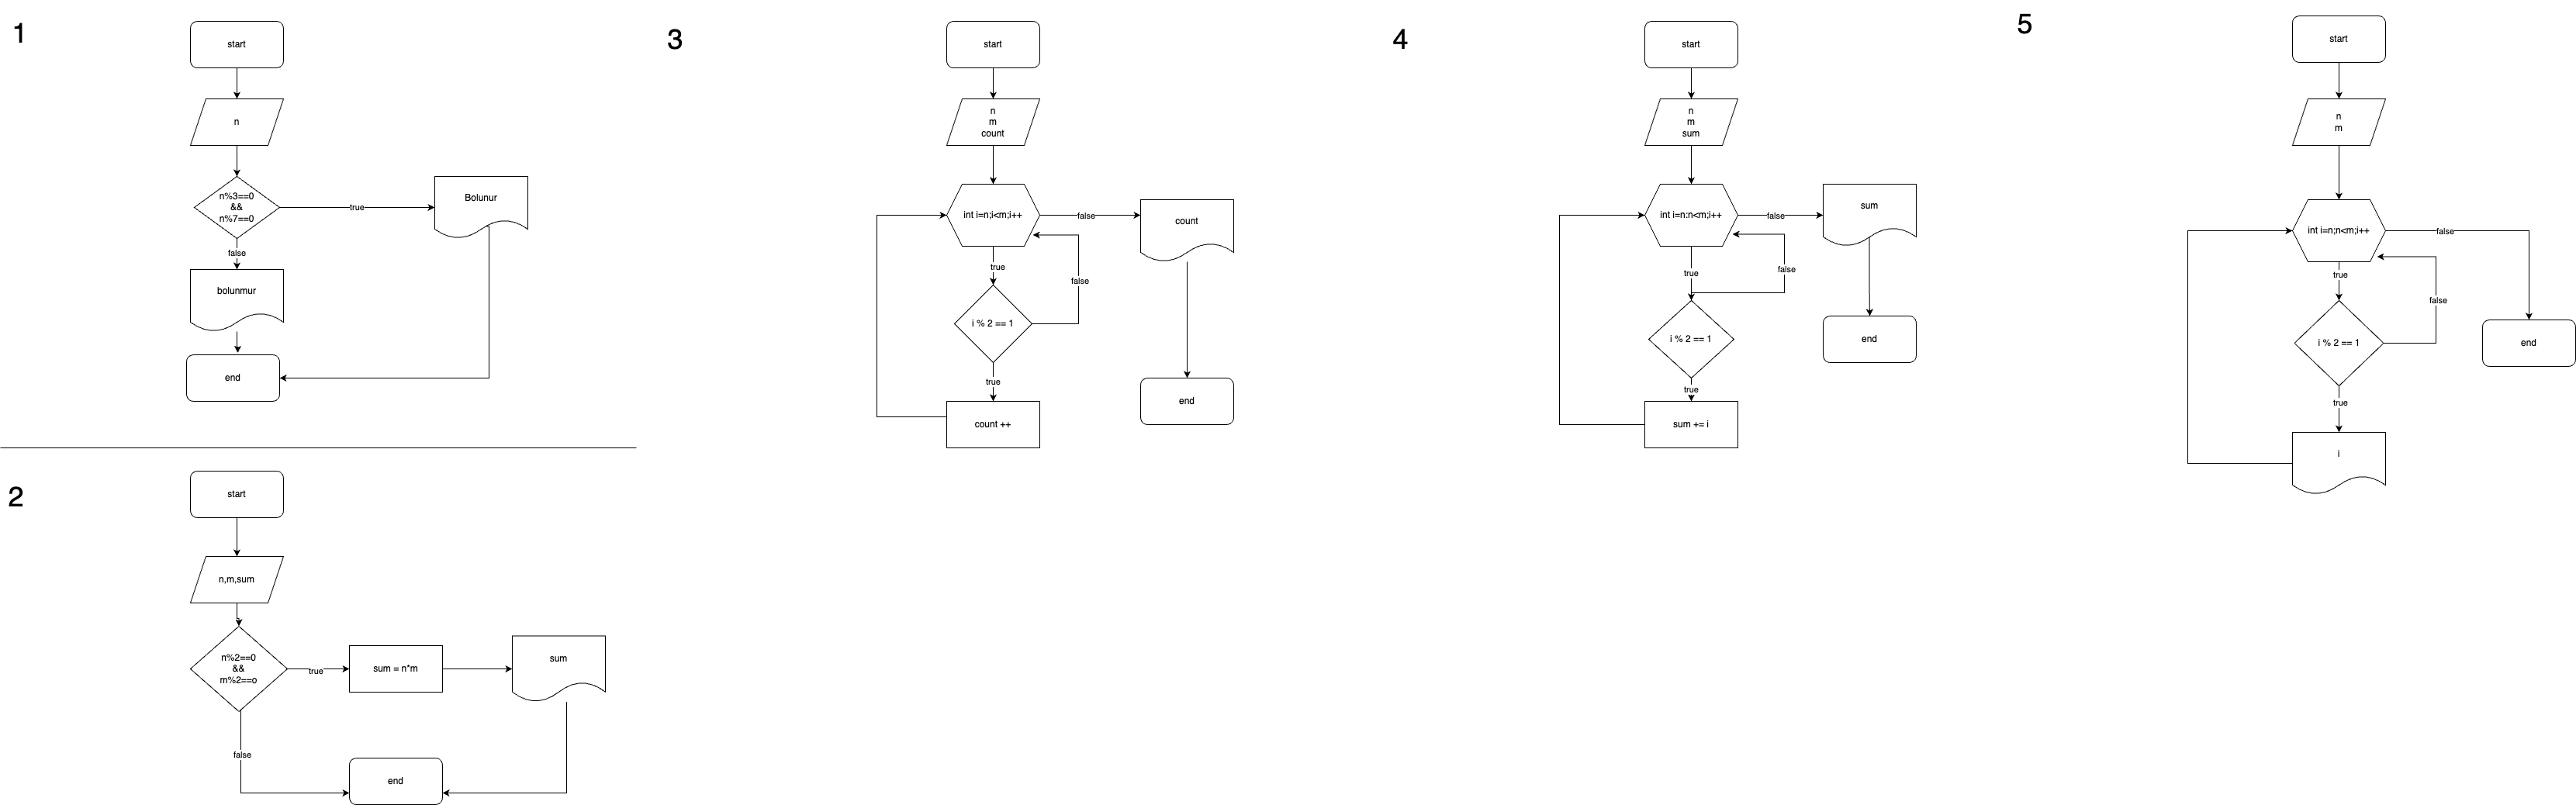 1
start
n
n%3==0
&&
n%7==0
true
Bolunur
false
bolunmur
end
2
start
n,m,sum
n%2==0
&&
m%2==o
true
sum = n*m
sum
false
end
3
start
n
m
count
int i=n;i<m;i++
false
count
true
false
i % 2 == 1
true
count ++
end
4
start
n
m
sum
int i=n:n<m;i++
false
sum
true
false
i % 2 == 1
end
true
sum += i
5
start
n
m
int i=n;n<m;i++
false
true
false
i % 2 == 1
end
true
i